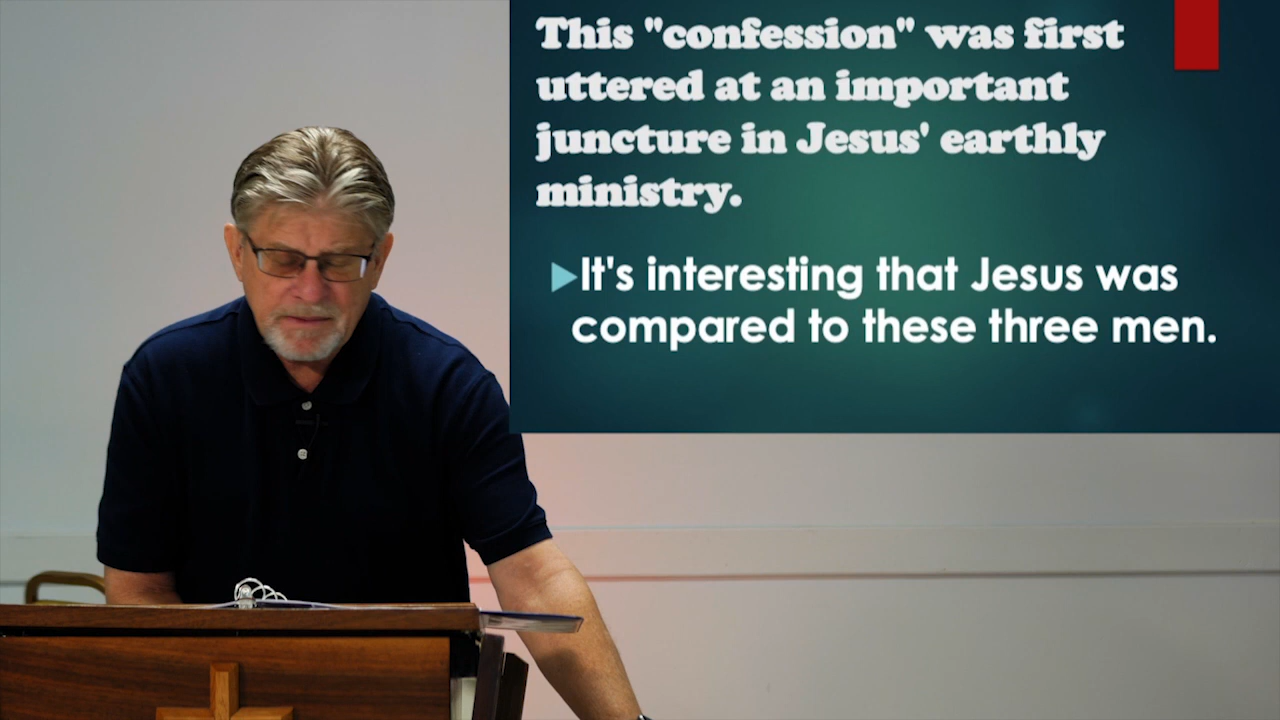 This "confession" was first
uttered at an important
juncture in Jesus' earthly
ministry.
It's interesting that Jesus was
compared to these three men.